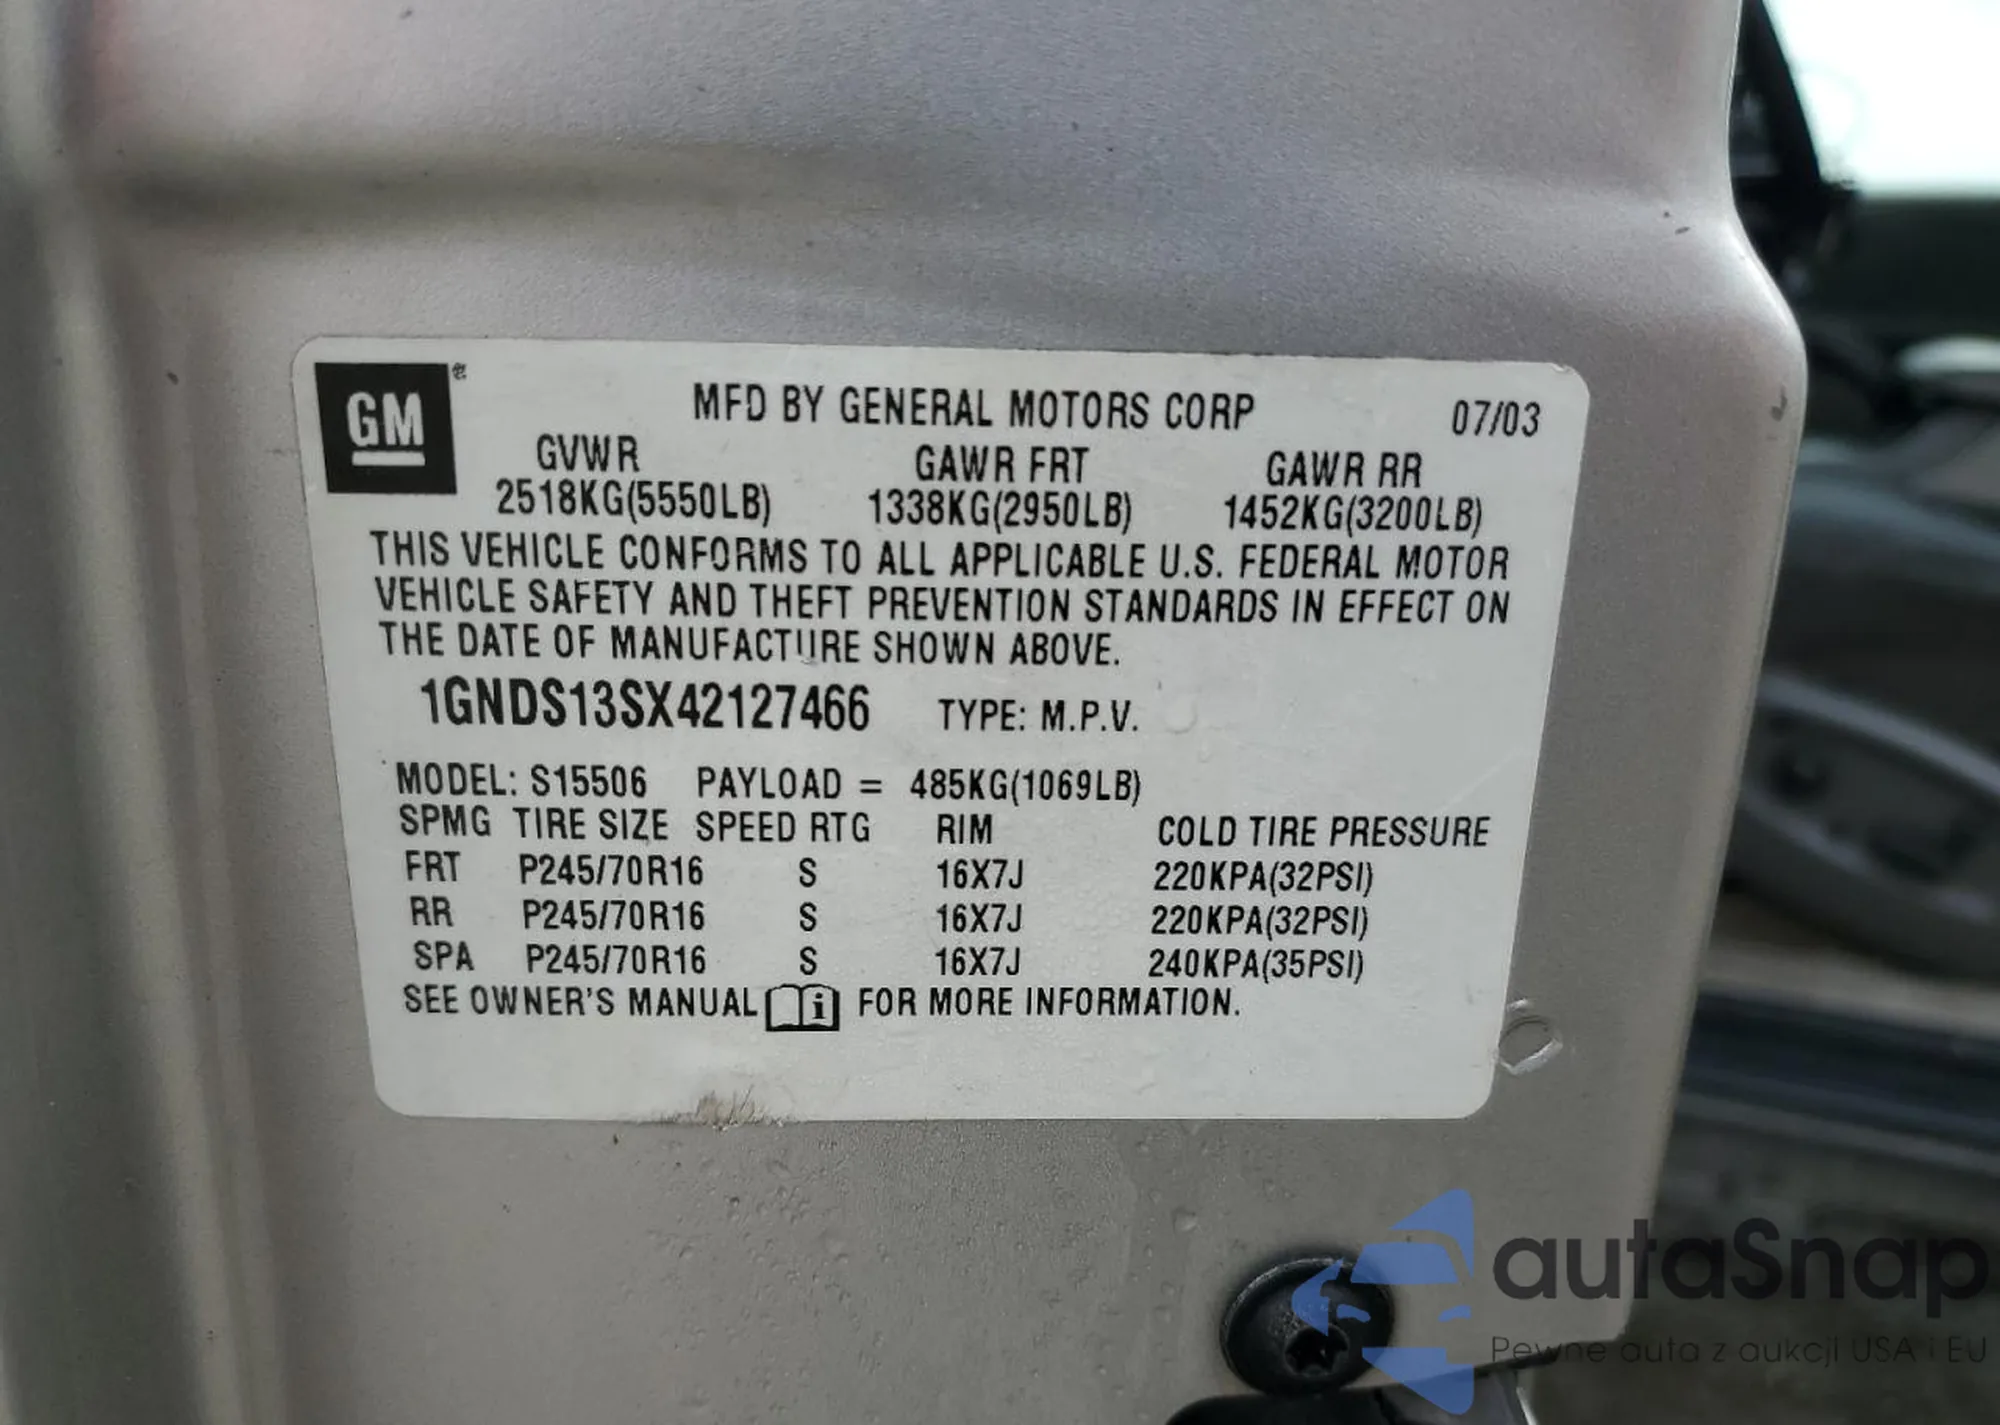 GM
MFD BY GENERAL MOTORS CORP 07/03
GVWR GAWR FRT GAWR RR
2518KG(5550LB) 1338KG(2950LB) 1452KG(3200LB)
THIS VEHICLE CONFORMS TO ALL APPLICABLE U.S. FEDERAL MOTOR
VEHICLE SAFETY AND THEFT PREVENTION STANDARDS IN EFFECT ON
THE DATE OF MANUFACTURE SHOWN ABOVE.
1GNDS13SX42127466 TYPE: M.P.V.
MODEL: S15506 PAYLOAD = 485KG(1069LB)
SPMG TIRE SIZE SPEED RTG RIM COLD TIRE PRESSURE
FRT P245/70R16 S 16X7J 220KPA(32PSI)
RR P245/70R16 S 16X7J 220KPA(32PSI)
SPA P245/70R16 S 16X7J 240KPA(35PSI)
SEE OWNER'S MANUAL i FOR MORE INFORMATION.
autaSnap
Pewne auta z aukcji USA i EU